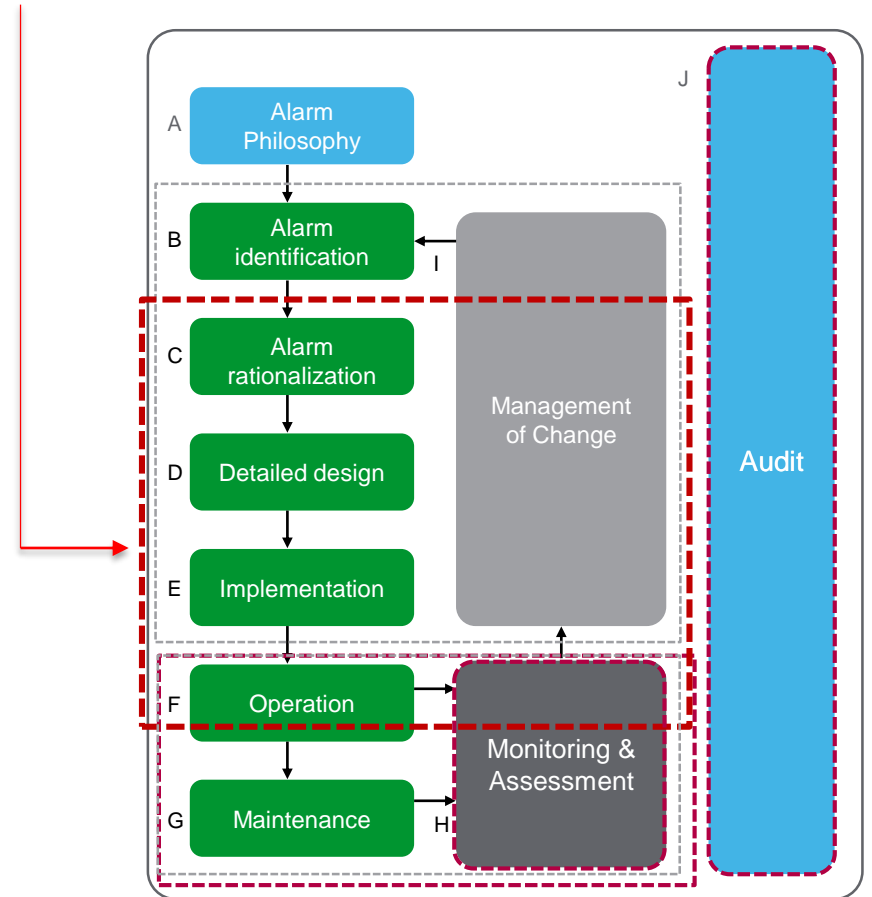 J
A
Alarm
Philosophy
B
Alarm
identification
I
C
Alarm
rationalization
Management
of Change
Audit
D
Detailed design
E
Implementation
F
Operation
Monitoring &
Assessment
G
Maintenance
H